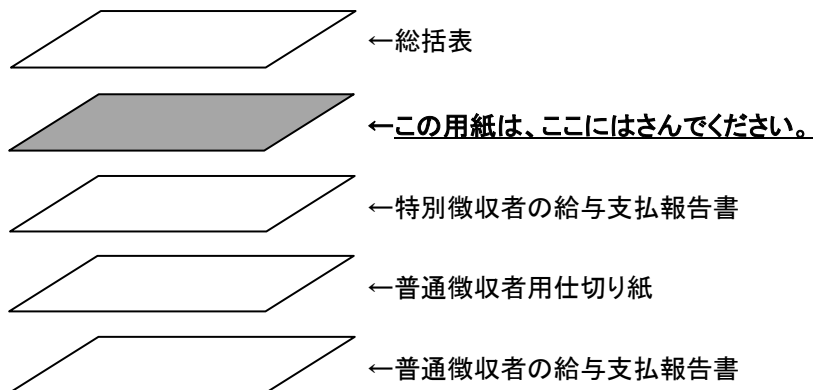 ←総括表
←この用紙は、ここにはさんでください。
←特別徴収者の給与支払報告書
←普通徴収者用仕切り紙
←普通徴収者の給与支払報告書